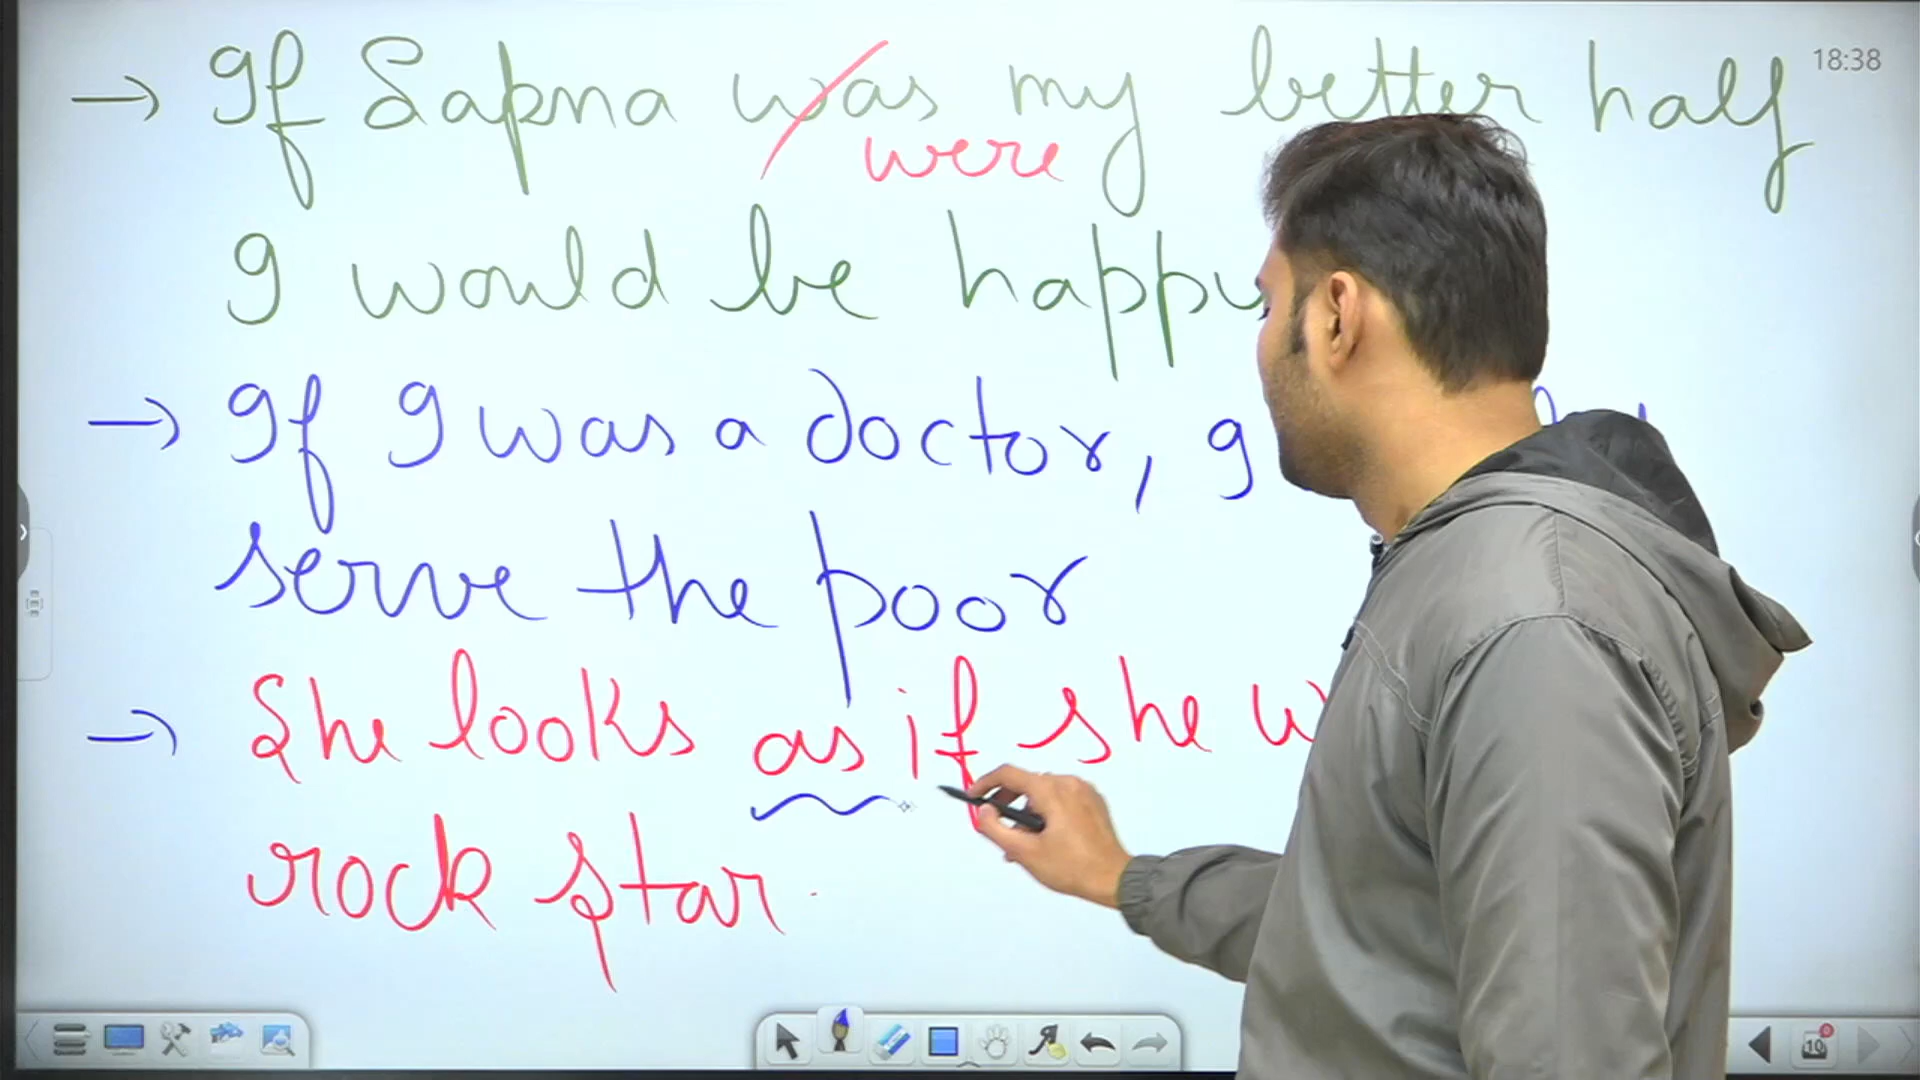 18:38
→ If Sapna was my better half
were
I would be happy
→ If I was a doctor, I
serve the poor
→ She looks as if she w
rock star.
10